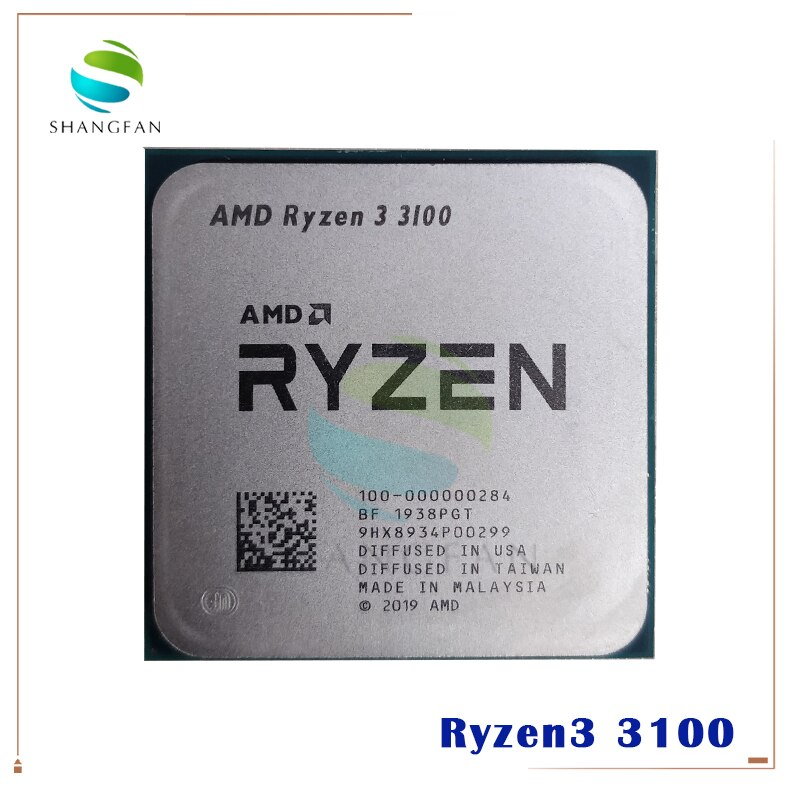 SHANGFAN
AMD Ryzen 3 3100
AMD
RYZEN
100-000000284
BF 1938PGT
9HX8934P00299
DIFFUSED IN USA
DIFFUSED IN TAIWAN
MADE IN MALAYSIA
© 2019 AMD
Ryzen3 3100